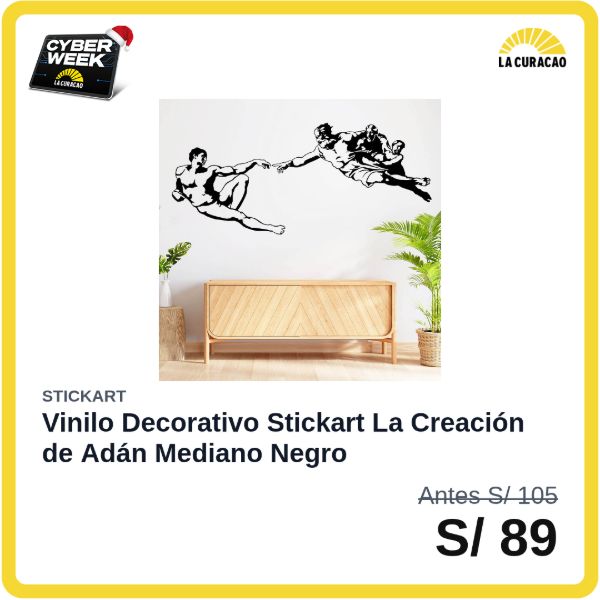 CYBER
WEEK
LA CURACAO
LA CURACAO
STICKART
Vinilo Decorativo Stickart La Creación
de Adán Mediano Negro
Antes S/ 105
S/ 89